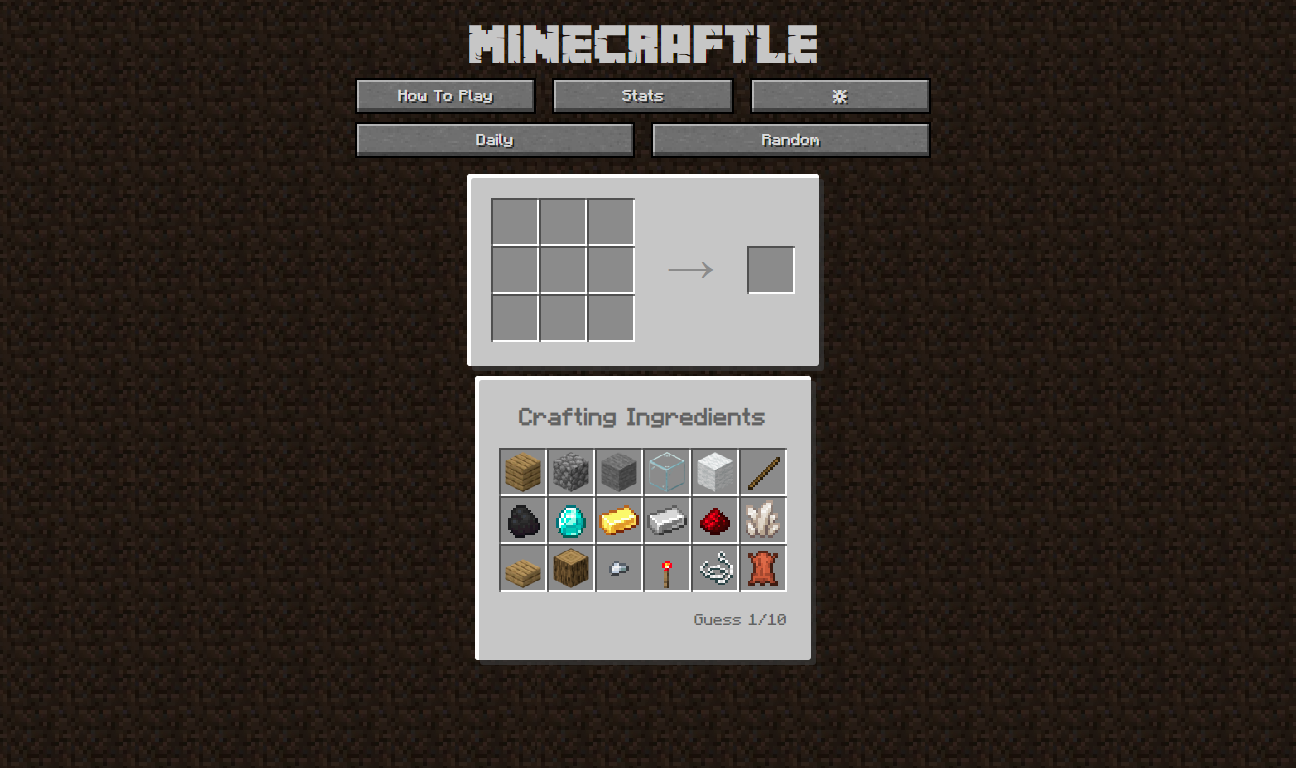 MINECRAFTLE
How To Play Stats
Daily Random
Crafting Ingredients
Guess 1/10